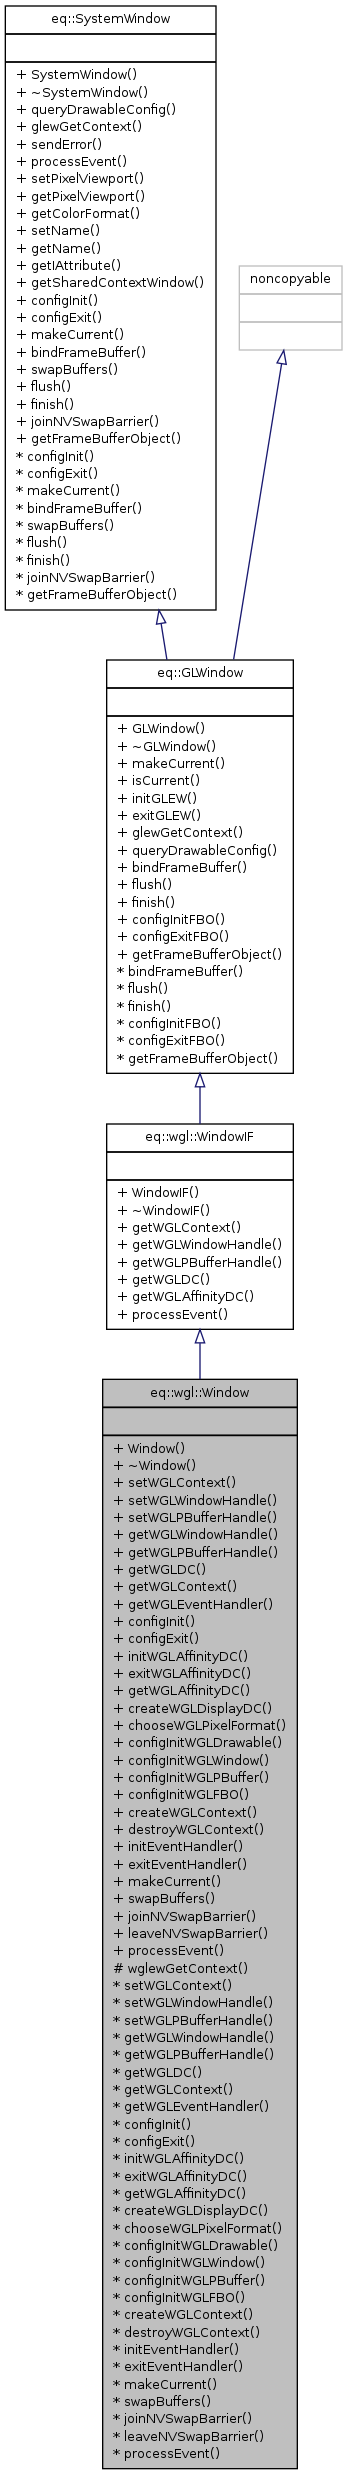 eq::SystemWindow
+ SystemWindow()
+ ~SystemWindow()
+ queryDrawableConfig()
+ glewGetContext()
+ sendError()
+ processEvent()
+ setPixelViewport()
+ getPixelViewport()
+ getColorFormat()
+ setName()
+ getName()
+ getIAttribute()
+ getSharedContextWindow()
+ configInit()
+ configExit()
+ makeCurrent()
+ bindFrameBuffer()
+ swapBuffers()
+ flush()
+ finish()
+ joinNVSwapBarrier()
+ getFrameBufferObject()
* configInit()
* configExit()
* makeCurrent()
* bindFrameBuffer()
* swapBuffers()
* flush()
* finish()
* joinNVSwapBarrier()
* getFrameBufferObject()
noncopyable
eq::GLWindow
+ GLWindow()
+ ~GLWindow()
+ makeCurrent()
+ isCurrent()
+ initGLEW()
+ exitGLEW()
+ glewGetContext()
+ queryDrawableConfig()
+ bindFrameBuffer()
+ flush()
+ finish()
+ configInitFBO()
+ configExitFBO()
+ getFrameBufferObject()
* bindFrameBuffer()
* flush()
* finish()
* configInitFBO()
* configExitFBO()
* getFrameBufferObject()
eq::wgl::WindowIF
+ WindowIF()
+ ~WindowIF()
+ getWGLContext()
+ getWGLWindowHandle()
+ getWGLPBufferHandle()
+ getWGLDC()
+ getWGLAffinityDC()
+ processEvent()
eq::wgl::Window
+ Window()
+ ~Window()
+ setWGLContext()
+ setWGLWindowHandle()
+ setWGLPBufferHandle()
+ getWGLWindowHandle()
+ getWGLPBufferHandle()
+ getWGLDC()
+ getWGLContext()
+ getWGLEventHandler()
+ configInit()
+ configExit()
+ initWGLAffinityDC()
+ exitWGLAffinityDC()
+ getWGLAffinityDC()
+ createWGLDisplayDC()
+ chooseWGLPixelFormat()
+ configInitWGLDrawable()
+ configInitWGLWindow()
+ configInitWGLPBuffer()
+ configInitWGLFBO()
+ createWGLContext()
+ destroyWGLContext()
+ initEventHandler()
+ exitEventHandler()
+ makeCurrent()
+ swapBuffers()
+ joinNVSwapBarrier()
+ leaveNVSwapBarrier()
+ processEvent()
# wglewGetContext()
* setWGLContext()
* setWGLWindowHandle()
* setWGLPBufferHandle()
* getWGLWindowHandle()
* getWGLPBufferHandle()
* getWGLDC()
* getWGLContext()
* getWGLEventHandler()
* configInit()
* configExit()
* initWGLAffinityDC()
* exitWGLAffinityDC()
* getWGLAffinityDC()
* createWGLDisplayDC()
* chooseWGLPixelFormat()
* configInitWGLDrawable()
* configInitWGLWindow()
* configInitWGLPBuffer()
* configInitWGLFBO()
* createWGLContext()
* destroyWGLContext()
* initEventHandler()
* exitEventHandler()
* makeCurrent()
* swapBuffers()
* joinNVSwapBarrier()
* leaveNVSwapBarrier()
* processEvent()